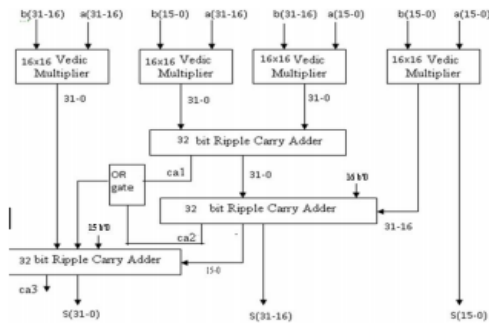 b(31-16) a(31-16) b(15-0) a(31-16) b(31-16) a(15-0) b(15-0) a(15-0)
16x16 Vedic Multiplier
16x16 Vedic Multiplier
16x16 Vedic Multiplier
16x16 Vedic Multiplier
31-0
31-0
31-0
32 bit Ripple Carry Adder
OR gate
ca1
31-0
16 h'0
32 bit Ripple Carry Adder
31-16
15 h'0
ca2
32 bit Ripple Carry Adder
15-0
ca3
S(31-0)
S(31-16)
S(15-0)